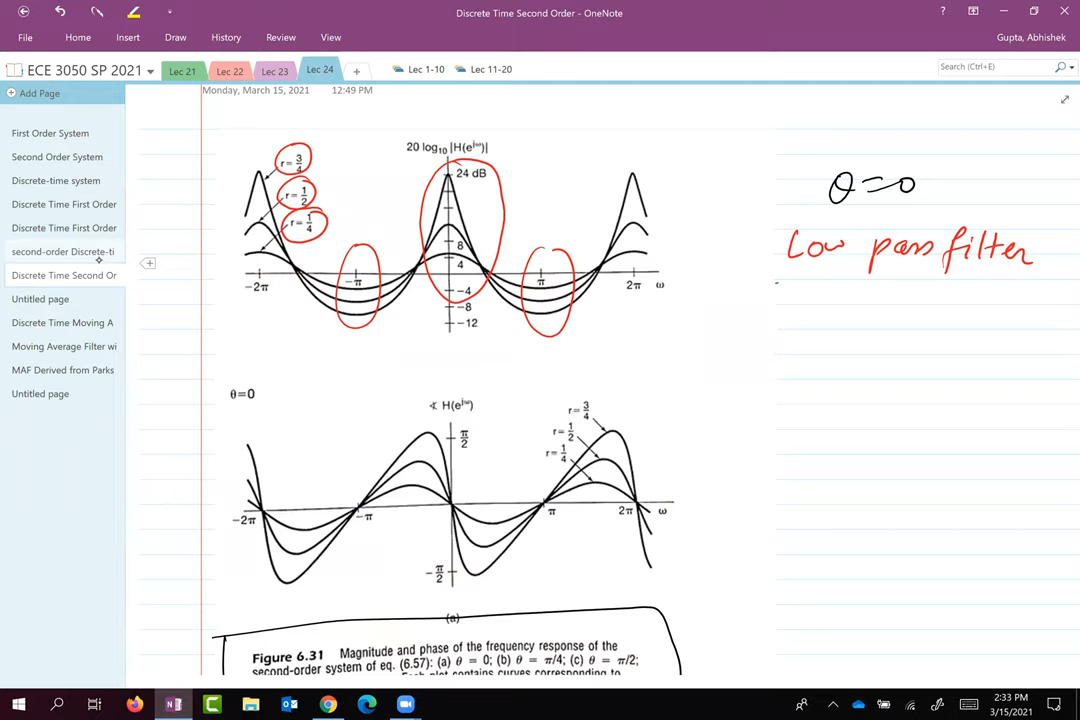 Discrete Time Second Order - OneNote
?
File Home Insert Draw History Review View
Gupta, Abhishek
ECE 3050 SP 2021
Lec 21
Lec 22
Lec 23
Lec 24
Lec 1-10
Lec 11-20
Search (Ctrl+E)
Add Page
Monday, March 15, 2021 12:49 PM
First Order System
Second Order System
Discrete-time system
Discrete Time First Order
Discrete Time First Order
second-order Discrete-ti
Discrete Time Second Or
Untitled page
Discrete Time Moving A
Moving Average Filter wi
MAF Derived from Parks
Untitled page
20 log₁₀ |H(e^jω)|
r = 3/4
r = 1/2
r = 1/4
24 dB
8
4
-4
-8
-12
-2π
-π
π
2π
ω
θ=0
Low pass filter
θ=0
∢ H(e^jω)
π/2
-π/2
r = 3/4
r = 1/2
r = 1/4
-2π
-π
π
2π
ω
(a)
Figure 6.31 Magnitude and phase of the frequency response of the
second-order system of eq. (6.57): (a) θ = 0; (b) θ = π/4; (c) θ = π/2;
2:33 PM
3/15/2021